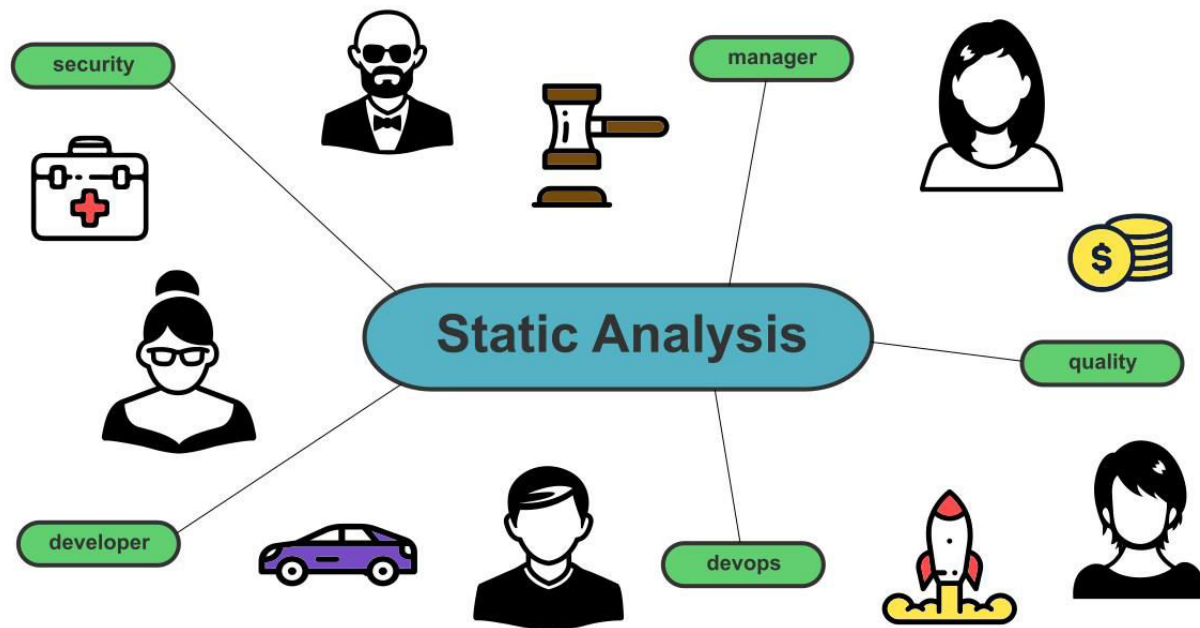 security
manager
$
Static Analysis
quality
developer
devops